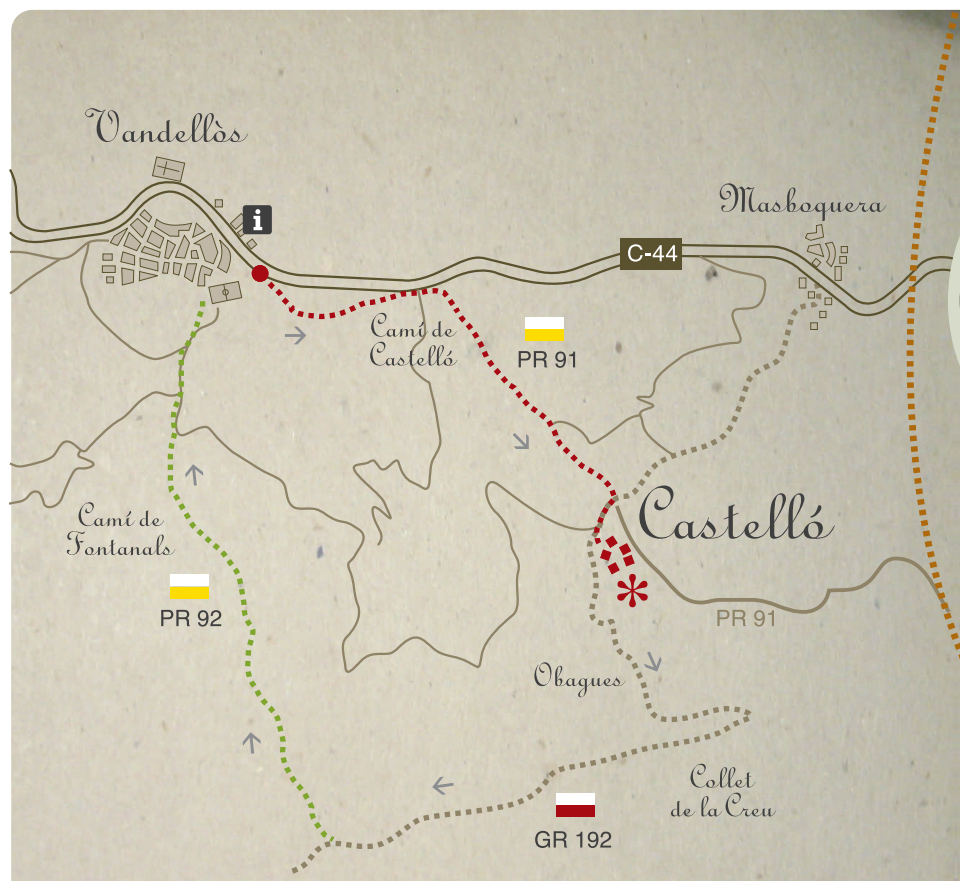 Vandellòs
i
Masboquera
C-44
Camí de
Castelló
PR 91
Castelló
Camí de
Fontanals
PR 92
PR 91
Obagues
Collet
de la Creu
GR 192